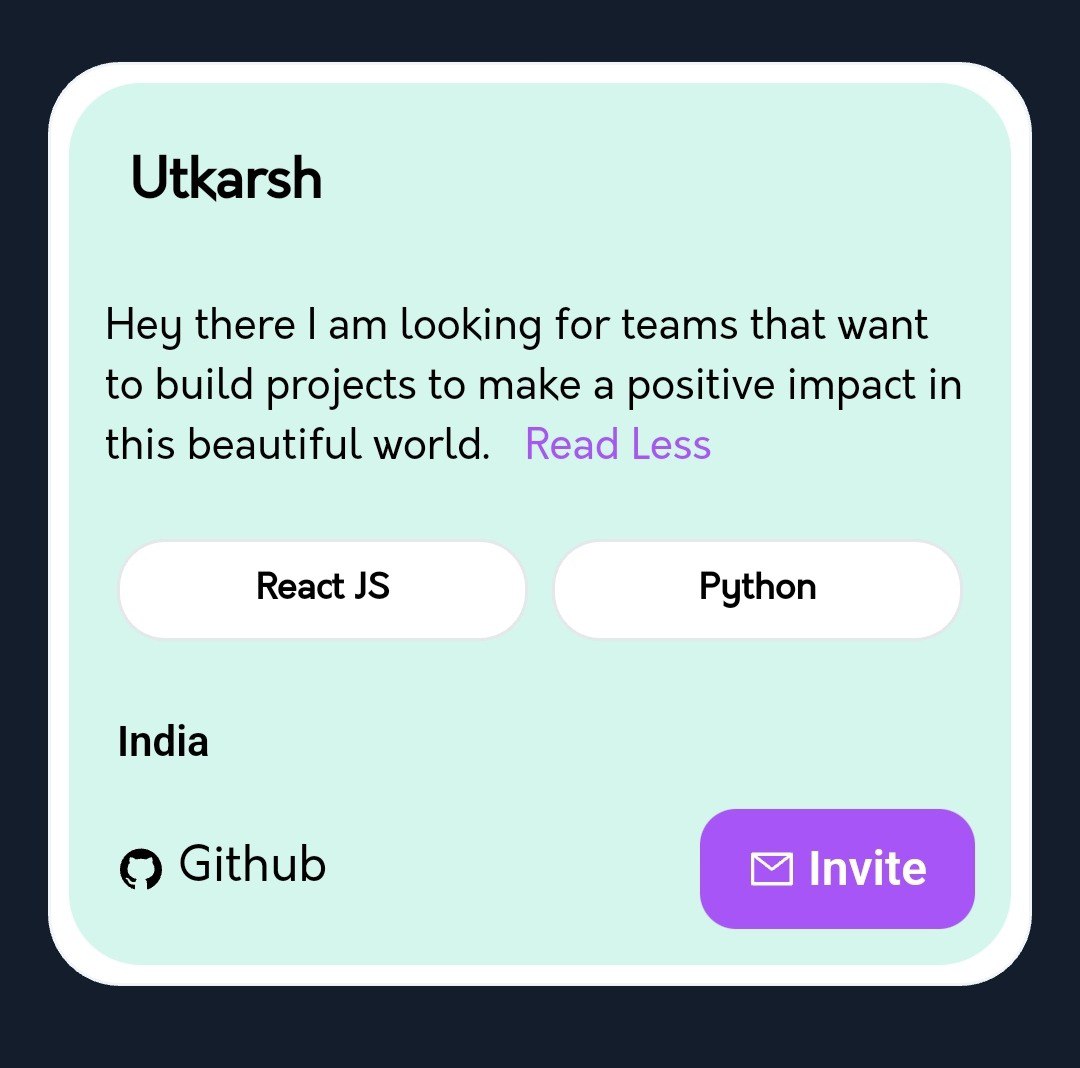 Utkarsh
Hey there I am looking for teams that want
to build projects to make a positive impact in
this beautiful world. Read Less
React JS Python
India
Github Invite